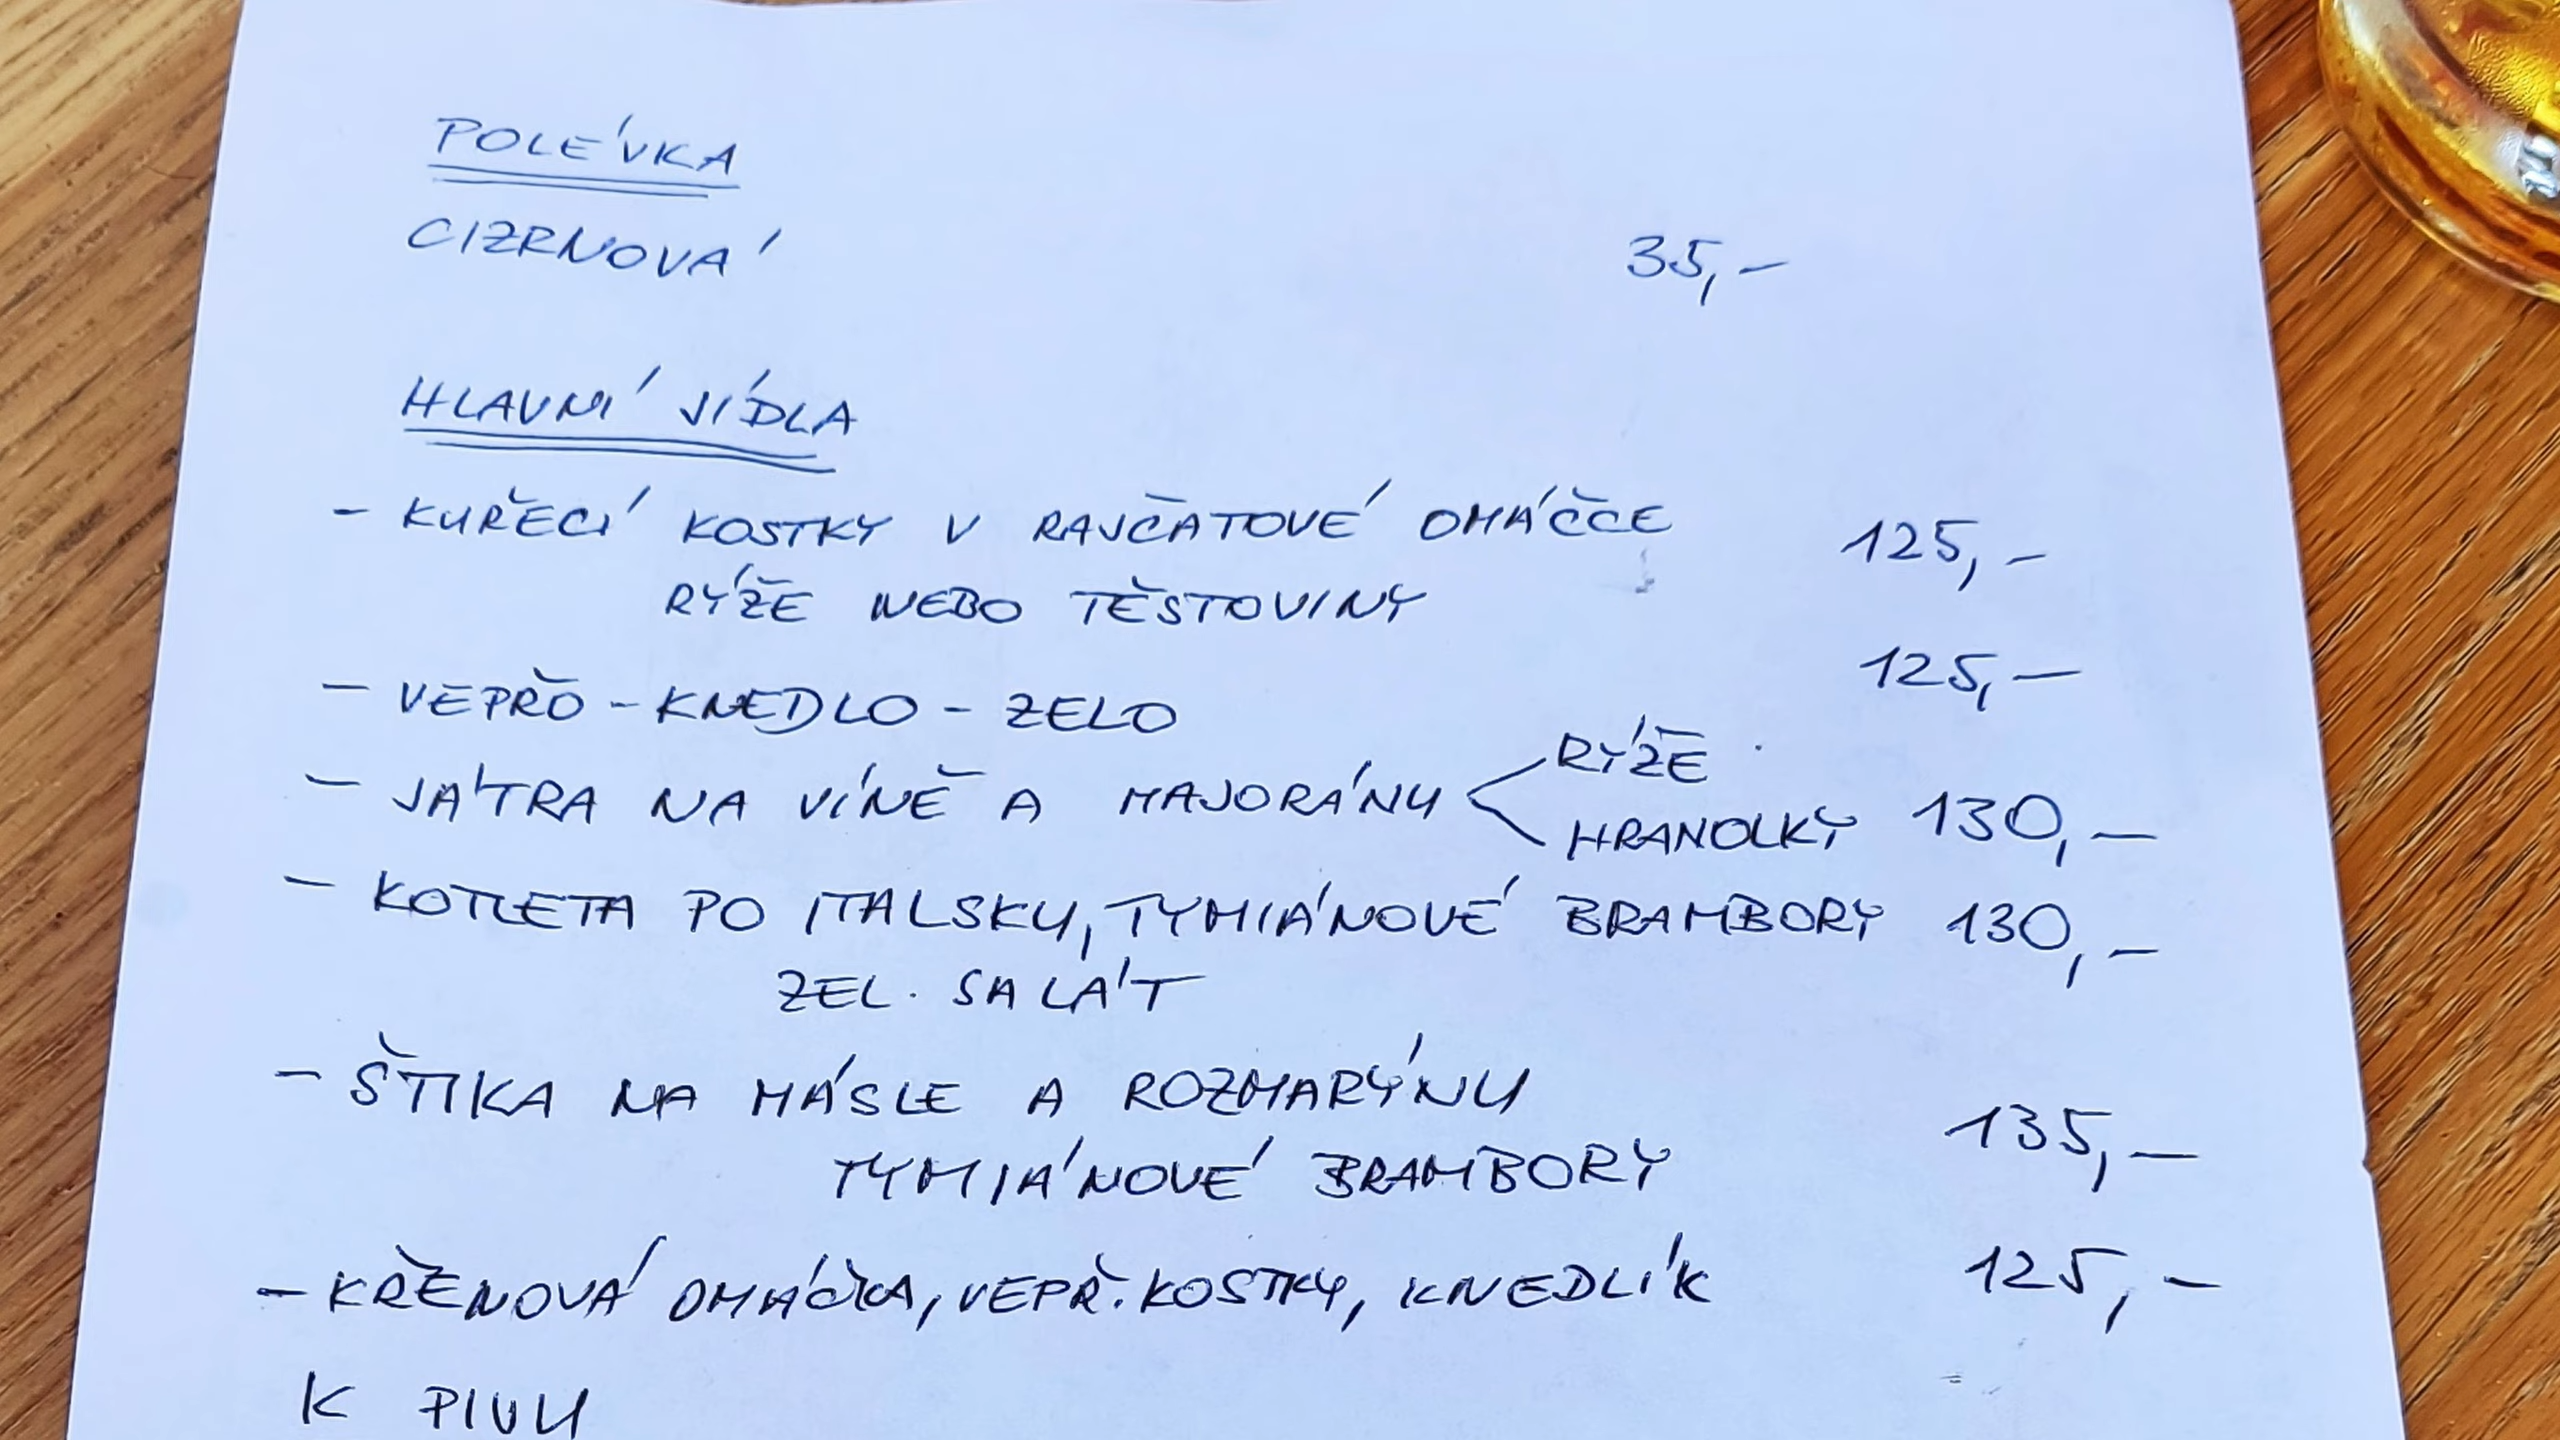 POLÉVKA
CIZRNOVÁ 35,-
HLAVNÍ JÍDLA
- KUŘECÍ KOSTKY V RAJČATOVÉ OMÁČCE 125,-
RÝŽE NEBO TĚSTOVINY
- VEPŘO - KNEDLO - ZELO 125,-
- JÁTRA NA VÍNĚ A MAJORÁNU < RÝŽE
HRANOLKY 130,-
- KOTLETA PO ITALSKU, TYMIÁNOVÉ BRAMBORY 130,-
ZEL. SALÁT
- ŠTIKA NA MÁSLE A ROZMARÝNU
TYMIÁNOVÉ BRAMBORY 135,-
- KŘENOVÁ OMÁČKA, VEPŘ. KOSTKY, KNEDLÍK 125,-
K PIVU